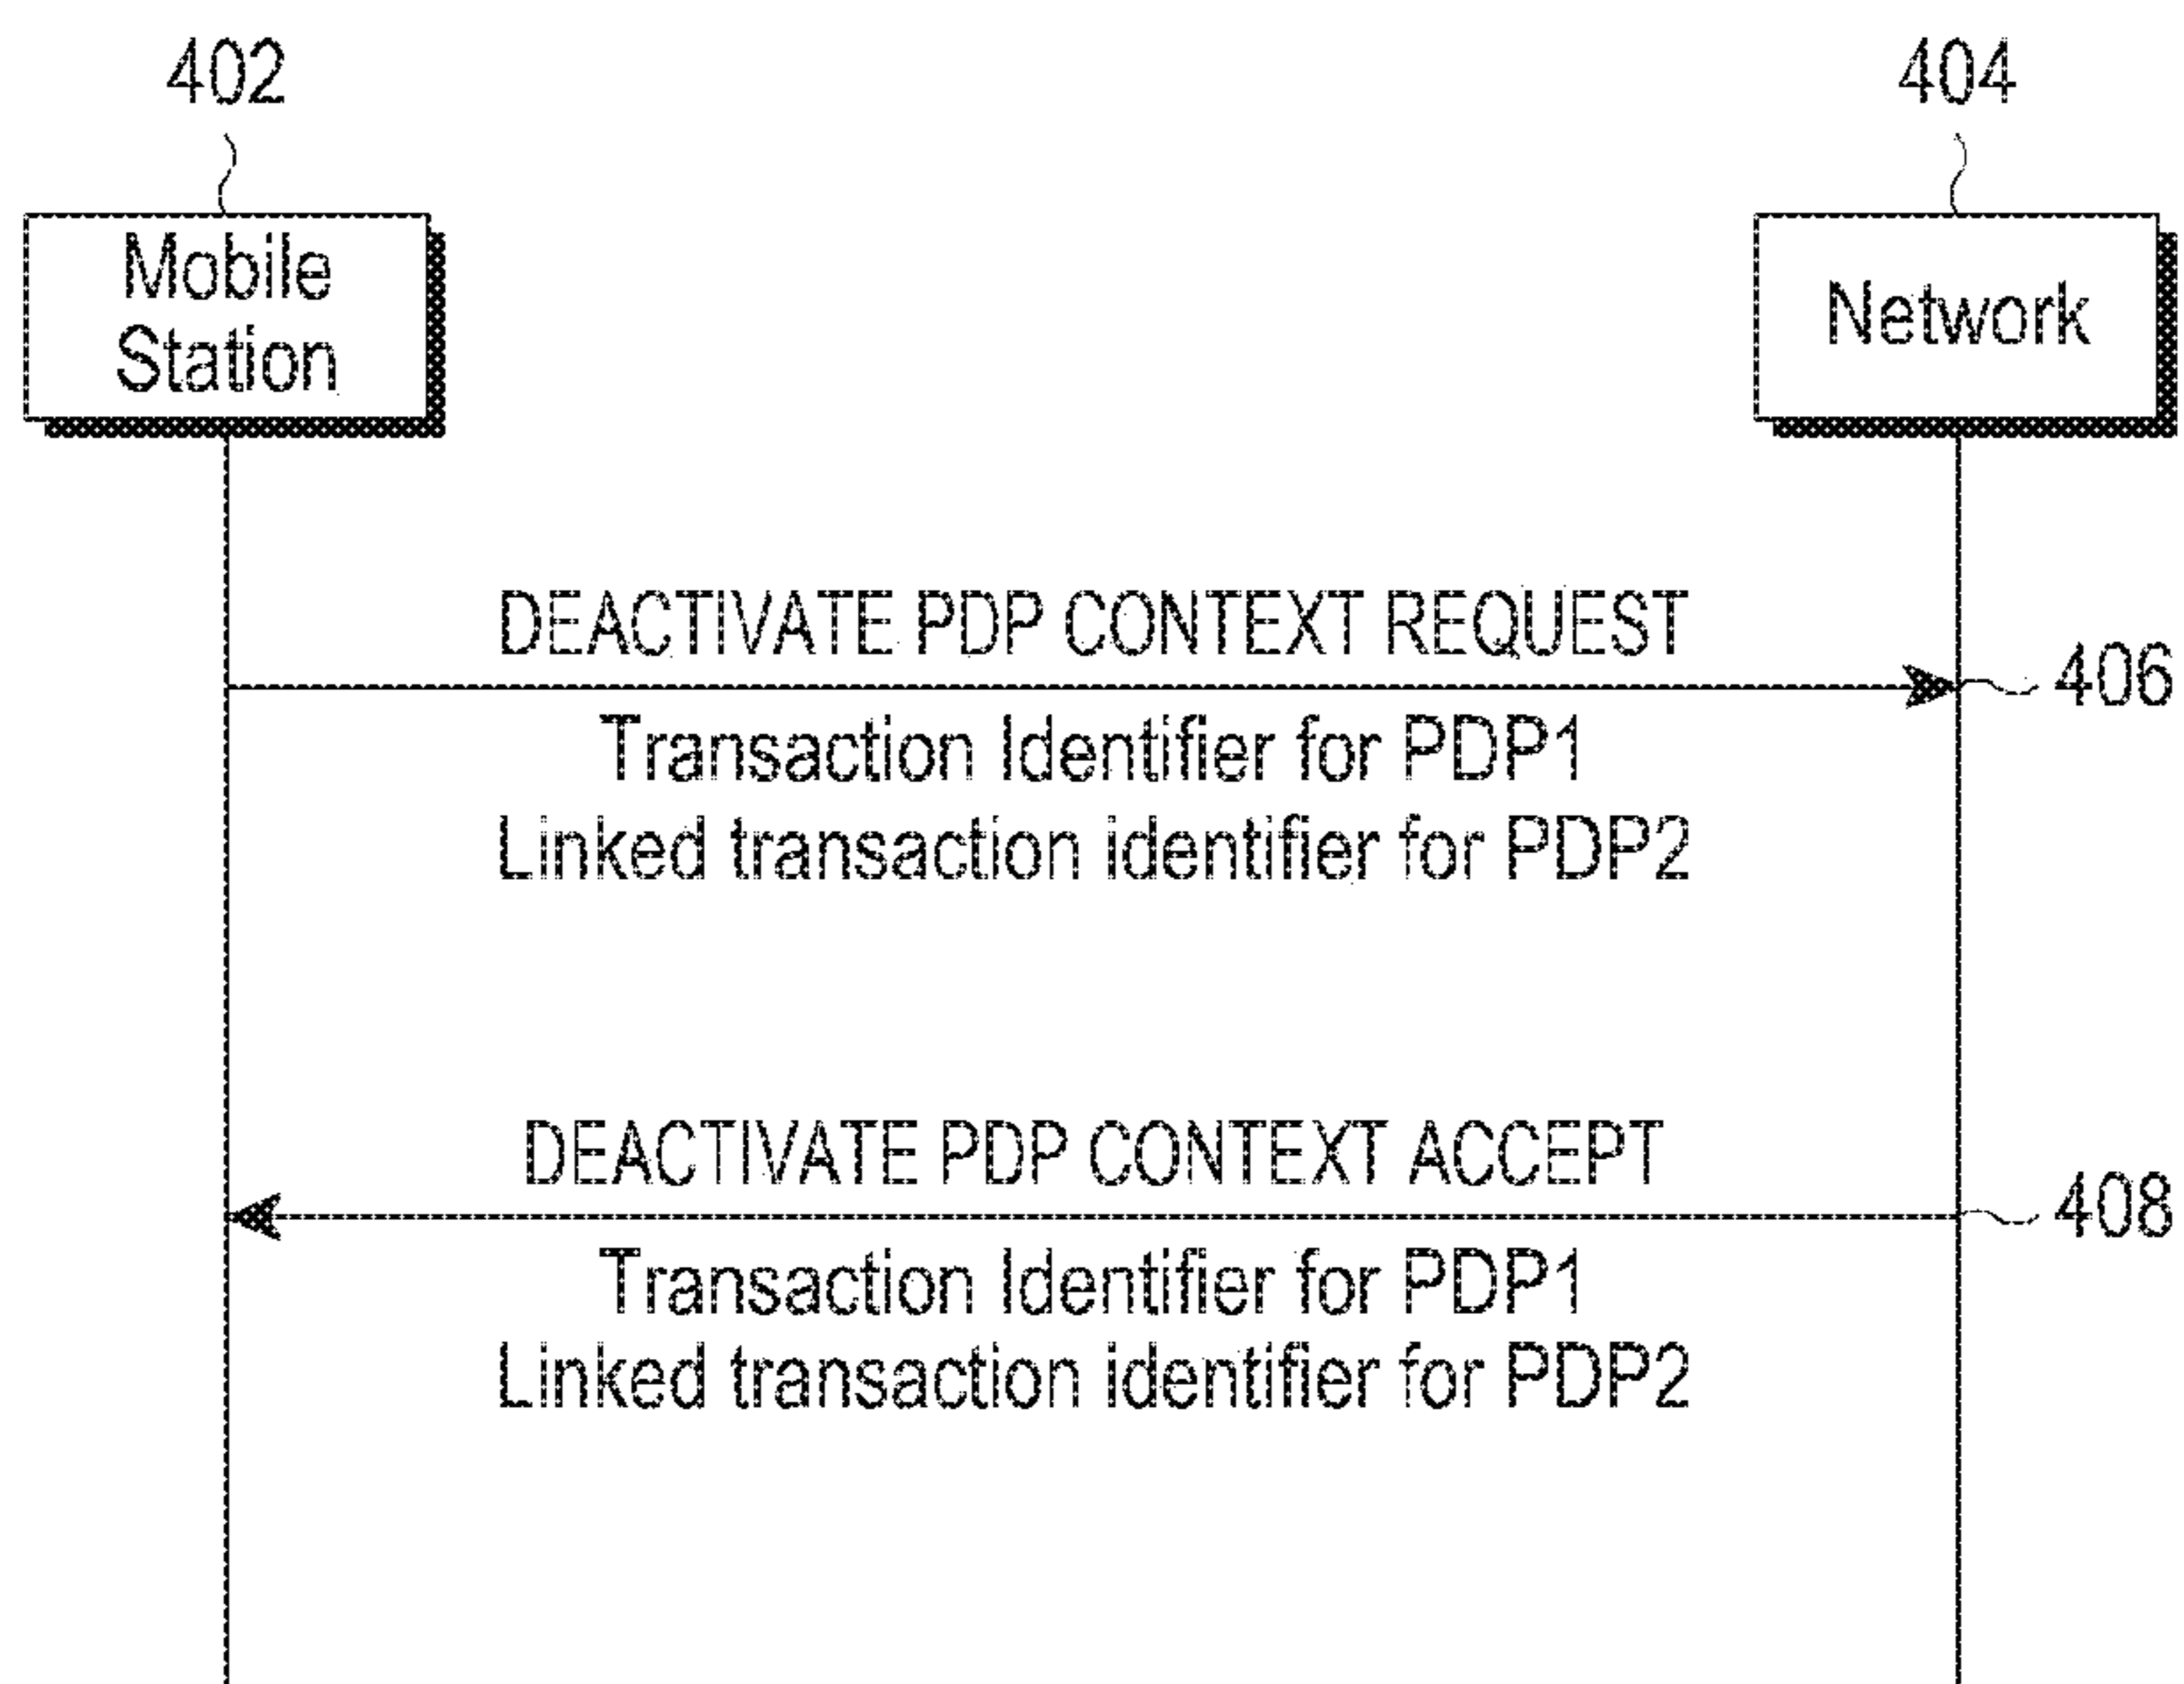 402
404
Mobile
Station
Network
DEACTIVATE PDP CONTEXT REQUEST
406
Transaction Identifier for PDP1
Linked transaction identifier for PDP2
DEACTIVATE PDP CONTEXT ACCEPT
408
Transaction Identifier for PDP1
Linked transaction identifier for PDP2